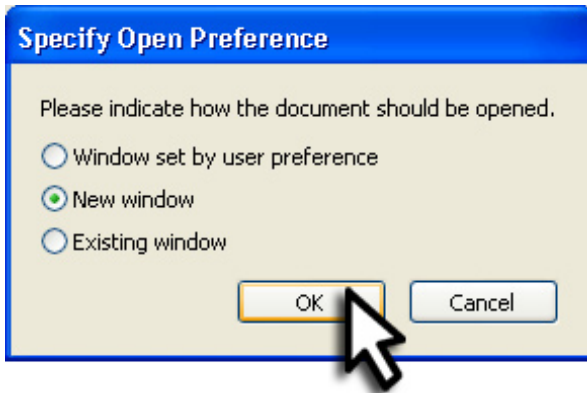 Specify Open Preference
Please indicate how the document should be opened.
Window set by user preference
New window
Existing window
OK Cancel